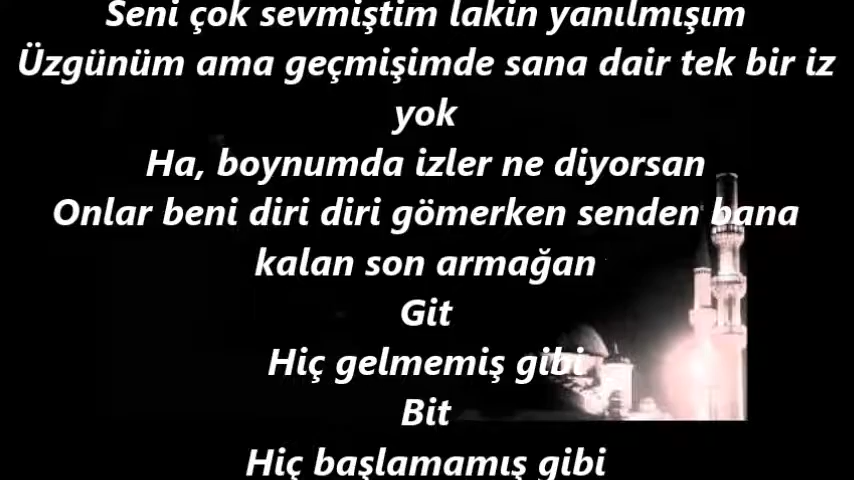 Seni çok sevmiştim lakin yanılmışım
Üzgünüm ama geçmişimde sana dair tek bir iz
yok
Ha, boynumda izler ne diyorsan
Onlar beni diri diri gömerken senden bana
kalan son armağan
Git
Hiç gelmemiş gibi
Bit
Hiç başlamamış gibi